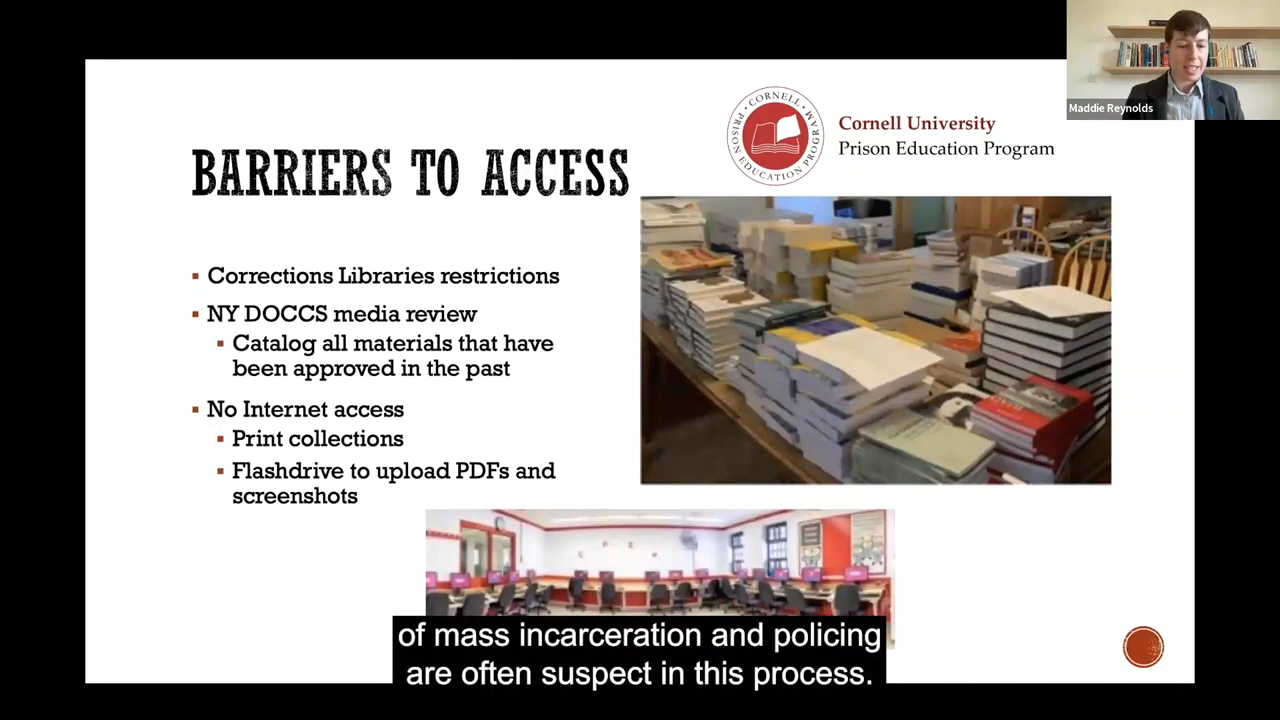 Maddie Reynolds
CORNELL
PRISON EDUCATION PROGRAM
Cornell University
Prison Education Program
BARRIERS TO ACCESS
Corrections Libraries restrictions
NY DOCCS media review
Catalog all materials that have
been approved in the past
No Internet access
Print collections
Flashdrive to upload PDFs and
screenshots
of mass incarceration and policing
are often suspect in this process.